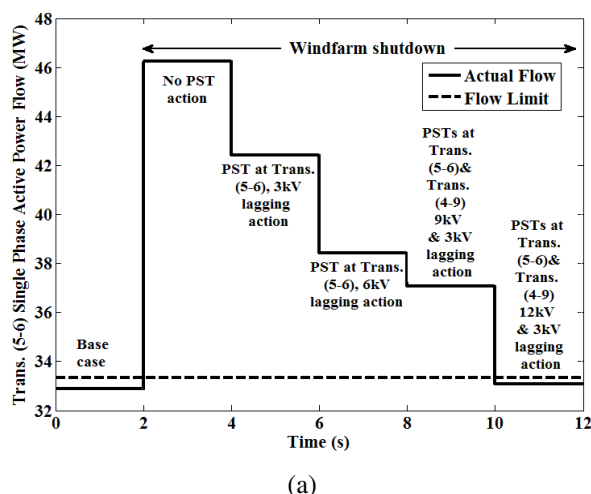 48
46
44
42
40
38
36
34
32
Trans. (5-6) Single Phase Active Power Flow (MW)
Windfarm shutdown
Actual Flow
Flow Limit
No PST
action
PST at Trans.
(5-6), 3kV
lagging
action
PST at Trans.
(5-6), 6kV
lagging action
PSTs at
Trans.
(5-6)&
Trans.
(4-9)
9kV
& 3kV
lagging
action
PSTs at
Trans.
(5-6)&
Trans.
(4-9)
12kV
& 3kV
lagging
action
Base
case
0 2 4 6 8 10 12
Time (s)
(a)